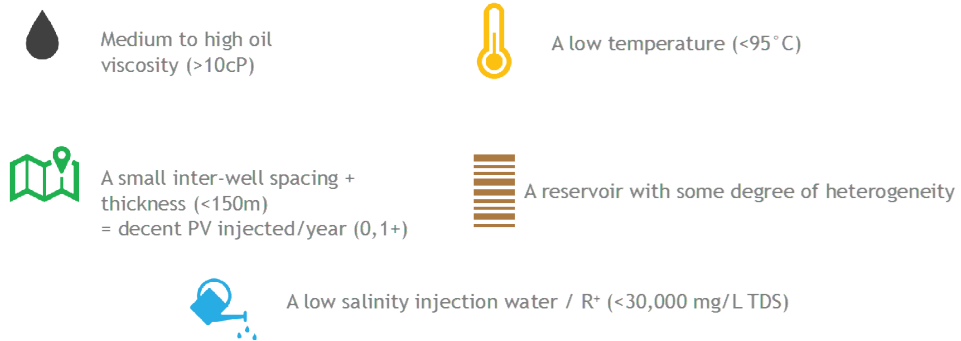 Medium to high oil
viscosity (>10cP)
A low temperature (<95°C)
A small inter-well spacing +
thickness (<150m)
= decent PV injected/year (0,1+)
A reservoir with some degree of heterogeneity
A low salinity injection water / R⁺ (<30,000 mg/L TDS)